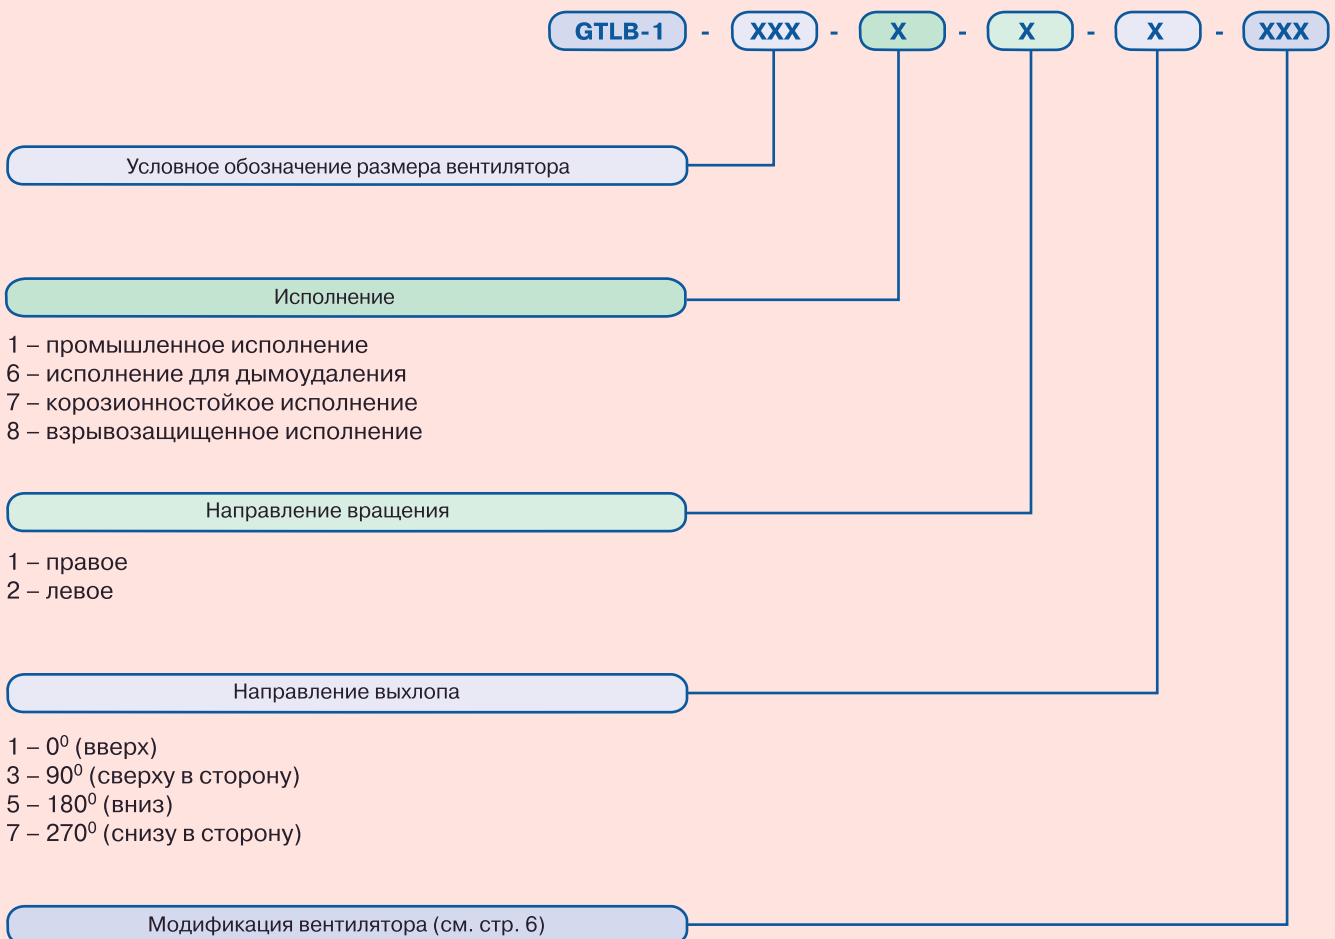 GTLB-1 - XXX - X - X - X - XXX
Условное обозначение размера вентилятора
Исполнение
1 – промышленное исполнение
6 – исполнение для дымоудаления
7 – корозионностойкое исполнение
8 – взрывозащищенное исполнение
Направление вращения
1 – правое
2 – левое
Направление выхлопа
1 – 0⁰ (вверх)
3 – 90⁰ (сверху в сторону)
5 – 180⁰ (вниз)
7 – 270⁰ (снизу в сторону)
Модификация вентилятора (см. стр. 6)